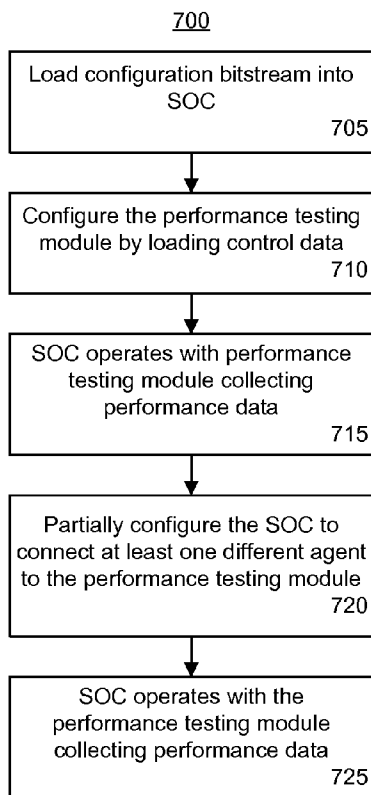 700
Load configuration bitstream into
SOC
705
Configure the performance testing
module by loading control data
710
SOC operates with performance
testing module collecting
performance data
715
Partially configure the SOC to
connect at least one different agent
to the performance testing module
720
SOC operates with the
performance testing module
collecting performance data
725